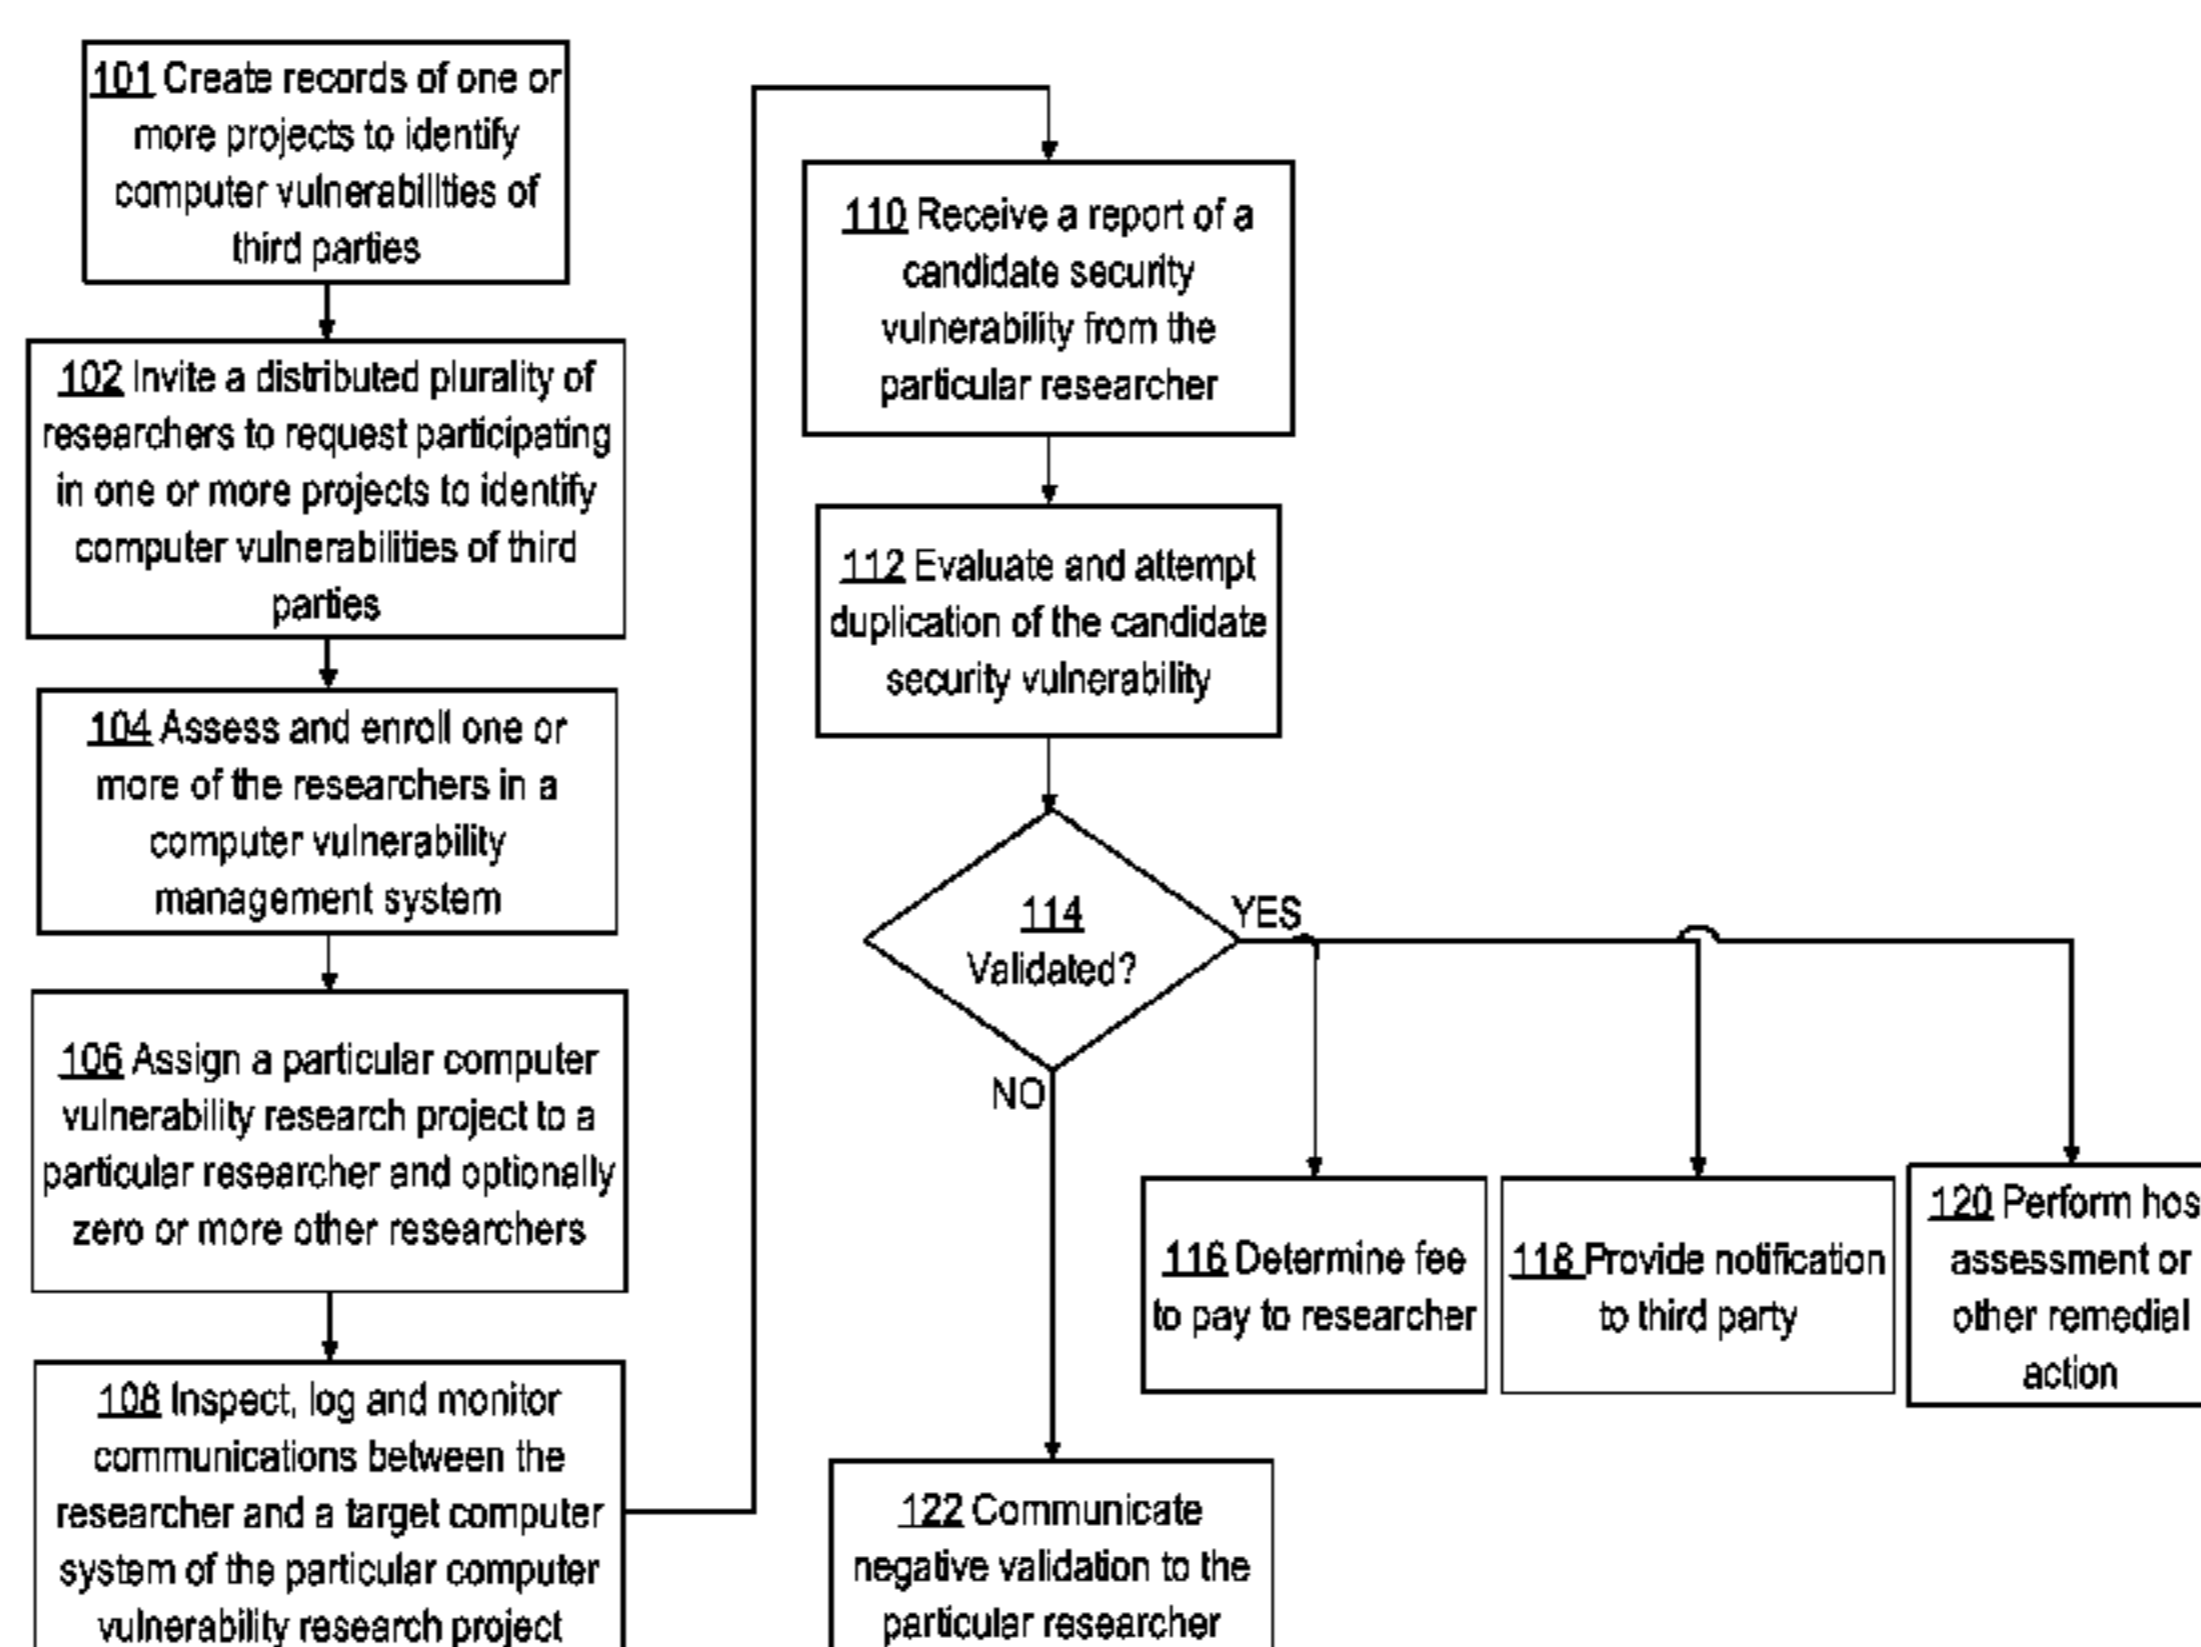 101 Create records of one or
more projects to identify
computer vulnerabilities of
third parties
102 Invite a distributed plurality of
researchers to request participating
in one or more projects to identify
computer vulnerabilities of third
parties
104 Assess and enroll one or
more of the researchers in a
computer vulnerability
management system
106 Assign a particular computer
vulnerability research project to a
particular researcher and optionally
zero or more other researchers
108 Inspect, log and monitor
communications between the
researcher and a target computer
system of the particular computer
vulnerability research project
110 Receive a report of a
candidate security
vulnerability from the
particular researcher
112 Evaluate and attempt
duplication of the candidate
security vulnerability
114
Validated?
YES
NO
116 Determine fee
to pay to researcher
118 Provide notification
to third party
120 Perform
assessment or
other remedial
action
122 Communicate
negative validation to the
particular researcher